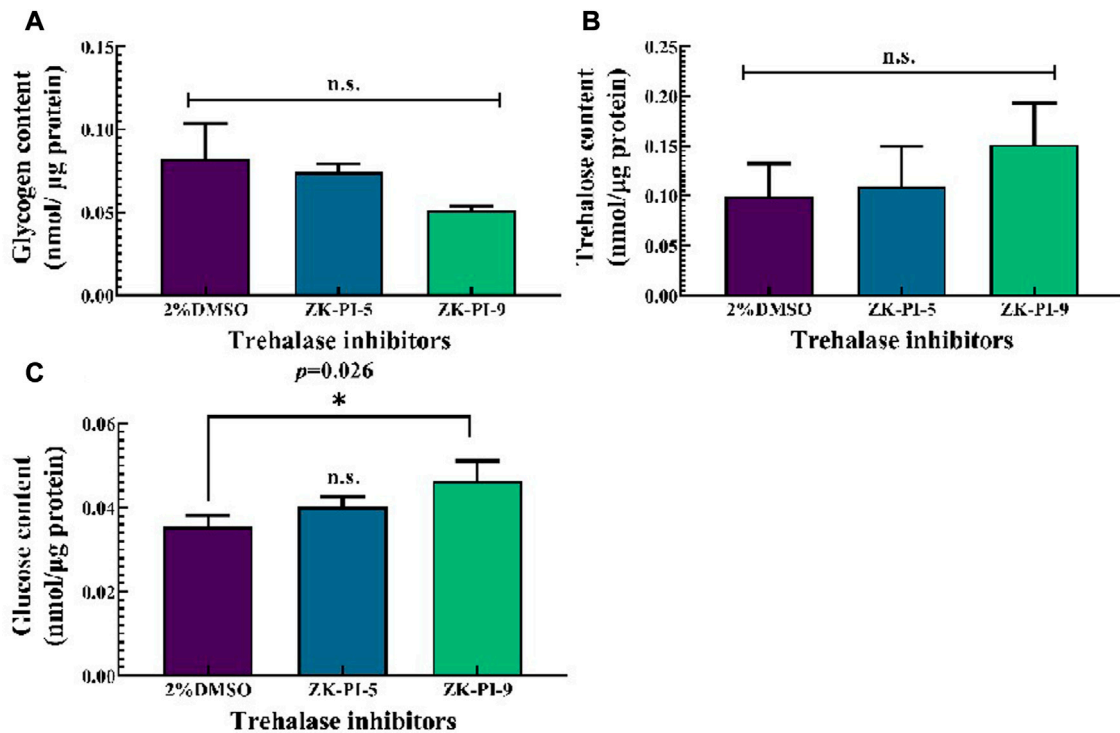 A
Glycogen content
(nmol/ μg protein)
0.15
0.10
0.05
0.00
n.s.
2%DMSO ZK-PI-5 ZK-PI-9
Trehalase inhibitors
B
Trehalose content
(nmol/μg protein)
0.25
0.20
0.15
0.10
0.05
0.00
n.s.
2%DMSO ZK-PI-5 ZK-PI-9
Trehalase inhibitors
C
p=0.026
*
Glucose content
(nmol/μg protein)
0.06
0.04
0.02
0.00
n.s.
2%DMSO ZK-PI-5 ZK-PI-9
Trehalase inhibitors